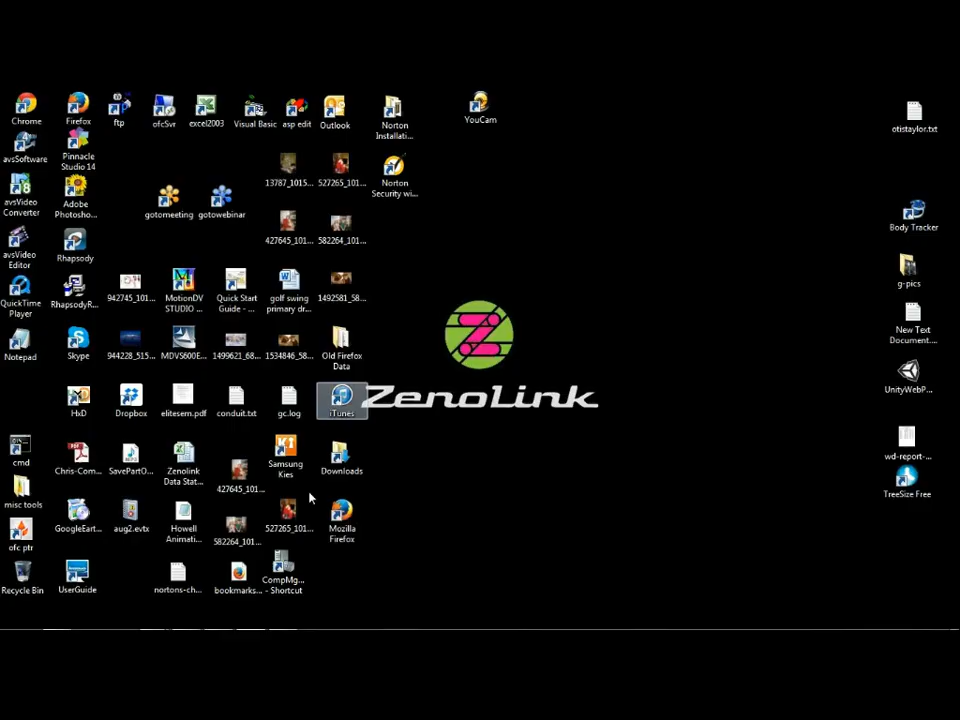 Chrome
Firefox
ftp
ofcSvr
excel2003
Visual Basic
asp edit
Outlook
Norton
Installati...
YouCam
otistaylor.txt
avsSoftware
Pinnacle
Studio 14
13787_1015...
527265_101...
Norton
Security wi...
avsVideo
Converter
Adobe
Photosho...
gotomeeting
gotowebinar
427645_101...
582264_101...
Body Tracker
avsVideo
Editor
Rhapsody
g-pics
QuickTime
Player
RhapsodyR...
942745_101...
MotionDV
STUDIO ...
Quick Start
Guide - ...
golf swing
primary dr...
1492581_58...
New Text
Document....
Notepad
Skype
944228_515...
MDVS600E...
1499621_68...
1534846_58...
Old Firefox
Data
ZenoLink
UnityWebP...
HxD
Dropbox
elitesem.pdf
conduit.txt
gc.log
iTunes
cmd
Chris-Com...
SavePartO...
Zenolink
Data Stat...
427645_101...
Samsung
Kies
Downloads
wd-report-...
TreeSize Free
misc tools
GoogleEart...
aug2.evtx
Howell
Animati...
582264_101...
527265_101...
Mozilla
Firefox
ofc ptr
Recycle Bin
UserGuide
nortons-ch...
bookmarks...
CompMg...
- Shortcut